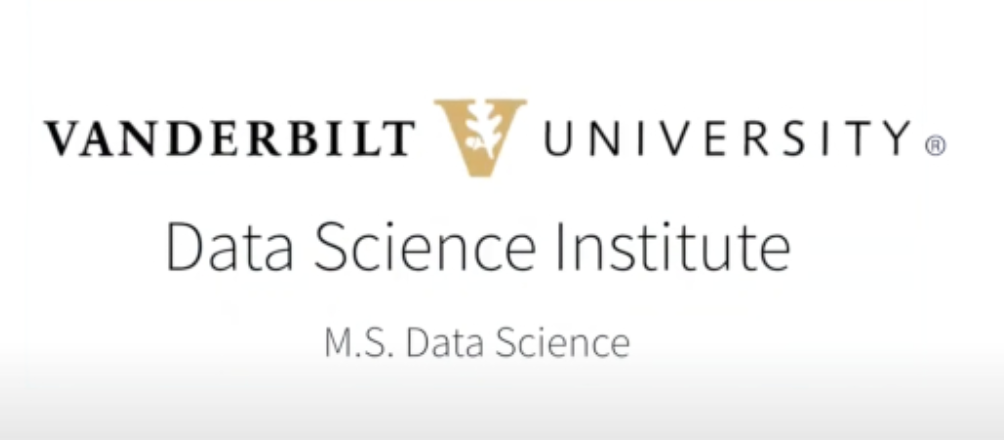 VANDERBILT V UNIVERSITY®
Data Science Institute
M.S. Data Science